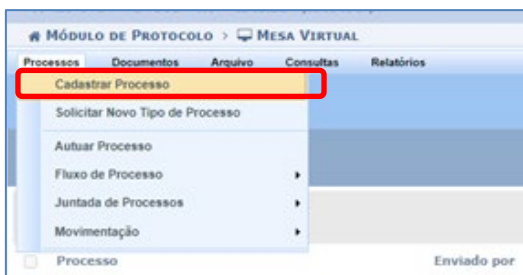 MÓDULO DE PROTOCOLO > MESA VIRTUAL
Processos Documentos Arquivo Consultas Relatórios
Cadastrar Processo
Solicitar Novo Tipo de Processo
Autuar Processo
Fluxo de Processo
Juntada de Processos
Movimentação
Processo Enviado por